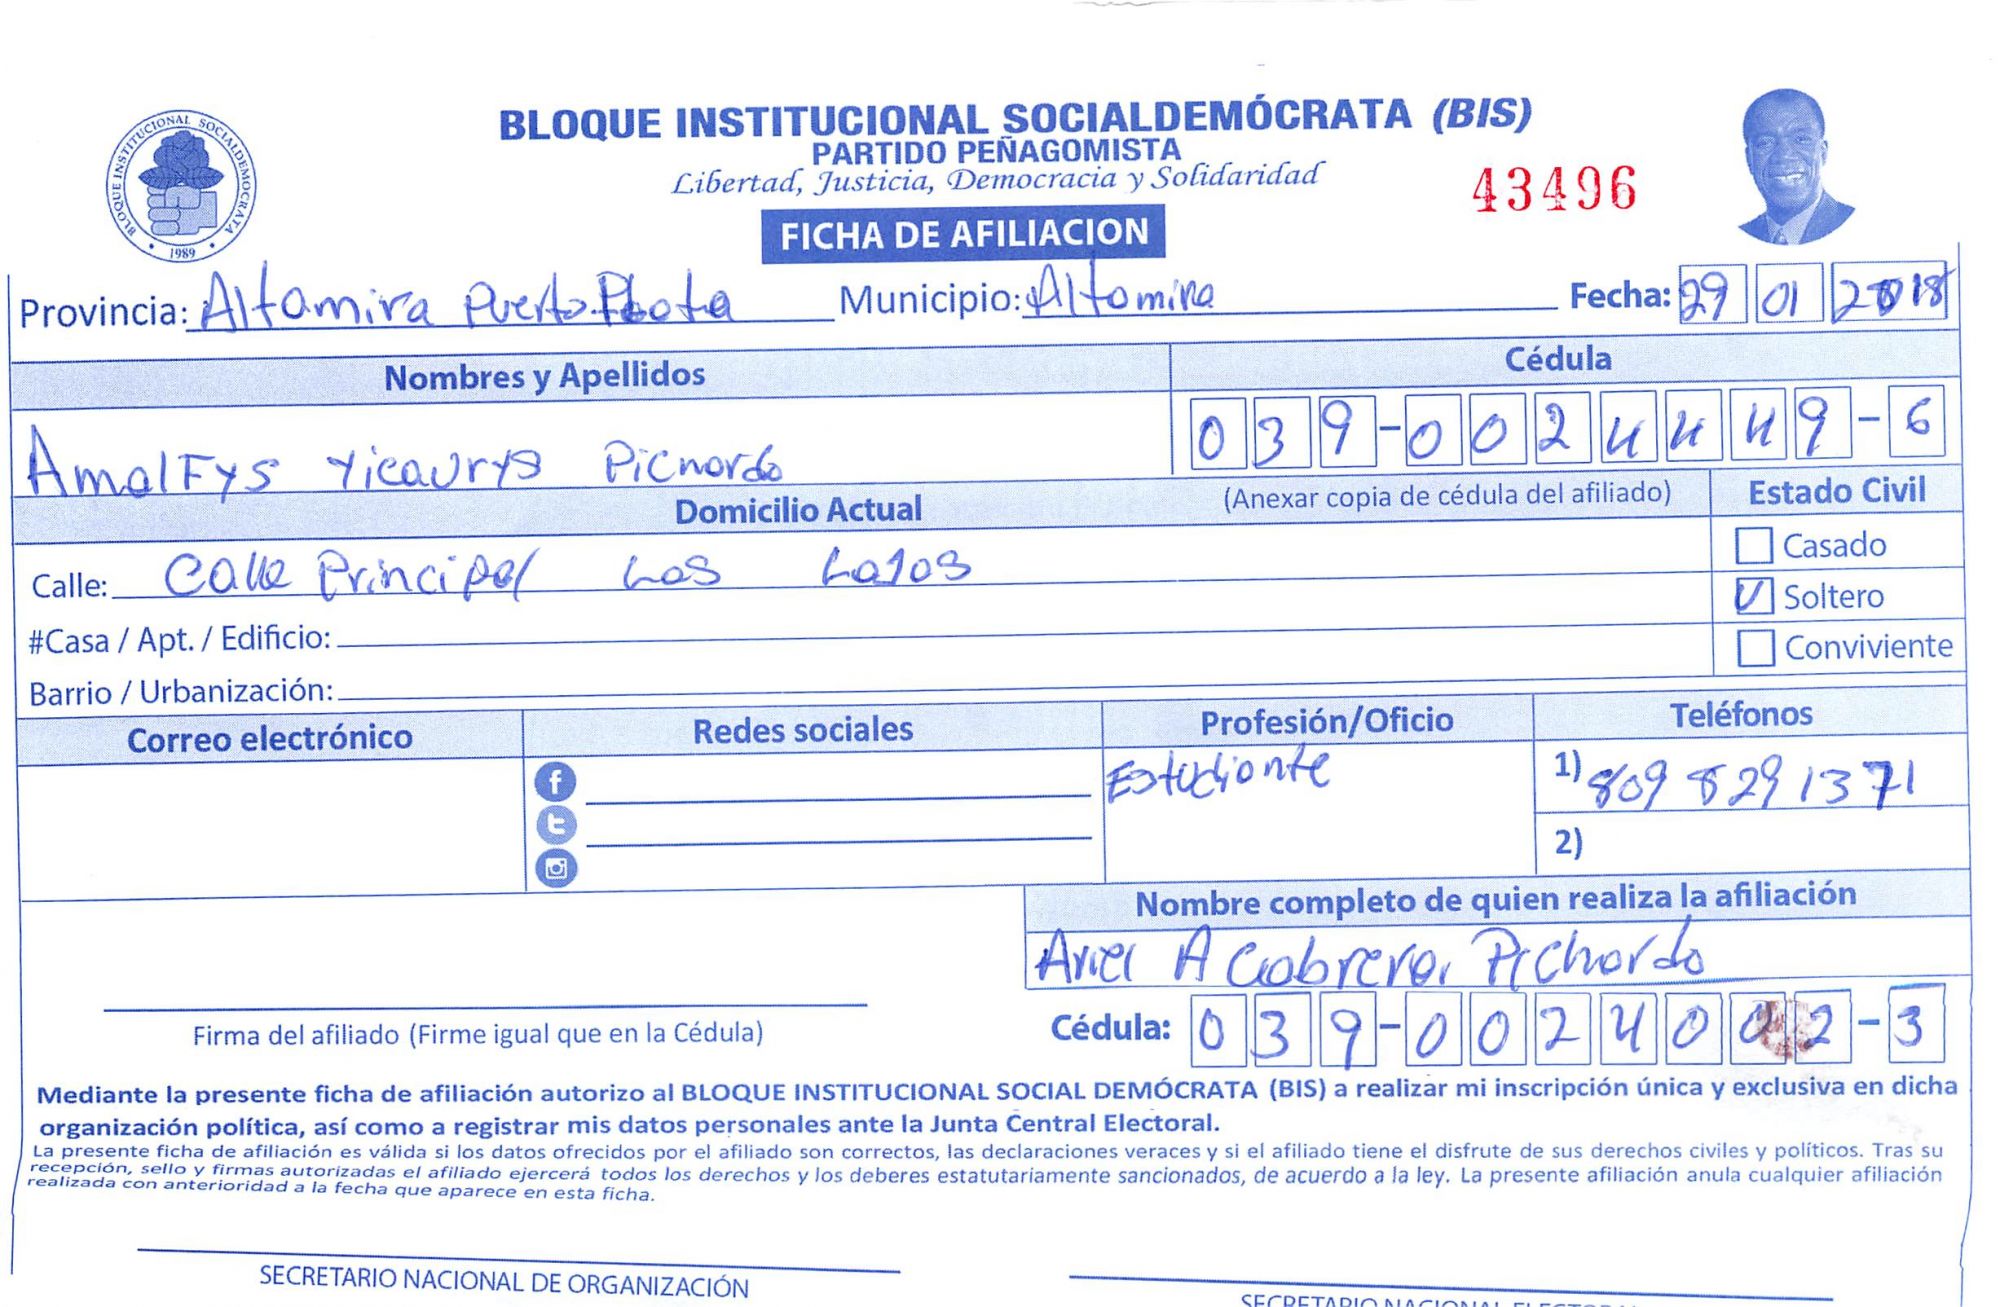 BLOQUE INSTITUCIONAL SOCIALDEMOCRATA
1989
BLOQUE INSTITUCIONAL SOCIALDEMÓCRATA (BIS)
PARTIDO PEÑAGOMISTA
Libertad, Justicia, Democracia y Solidaridad
43496
FICHA DE AFILIACION
Provincia: Altamira Puerto Plata Municipio: Altamira Fecha: 29 01 2018
Nombres y Apellidos Cédula
Amalfys Yicaurys Pichardo 039-0024449-6
Domicilio Actual (Anexar copia de cédula del afiliado) Estado Civil
Casado
Calle: Calle Principal Los
Soltero
#Casa / Apt. / Edificio:
Conviviente
Barrio / Urbanización:
Correo electrónico Redes sociales Profesión/Oficio Teléfonos
Estudiante 1) 809 829 1371
2)
Nombre completo de quien realiza la afiliación
Ariel A Cabrera Pichardo
Firma del afiliado (Firme igual que en la Cédula) Cédula: 039-0024002-3
Mediante la presente ficha de afiliación autorizo al BLOQUE INSTITUCIONAL SOCIAL DEMÓCRATA (BIS) a realizar mi inscripción única y exclusiva en dicha
organización política, así como a registrar mis datos personales ante la Junta Central Electoral.
La presente ficha de afiliación es válida si los datos ofrecidos por el afiliado son correctos, las declaraciones veraces y si el afiliado tiene el disfrute de sus derechos civiles y políticos. Tras su
recepción, sello y firmas autorizadas el afiliado ejercerá todos los derechos y los deberes estatutariamente sancionados, de acuerdo a la ley. La presente afiliación anula cualquier afiliación
realizada con anterioridad a la fecha que aparece en esta ficha.
SECRETARIO NACIONAL DE ORGANIZACIÓN
SECRETARIO NACIONAL ELECTORAL